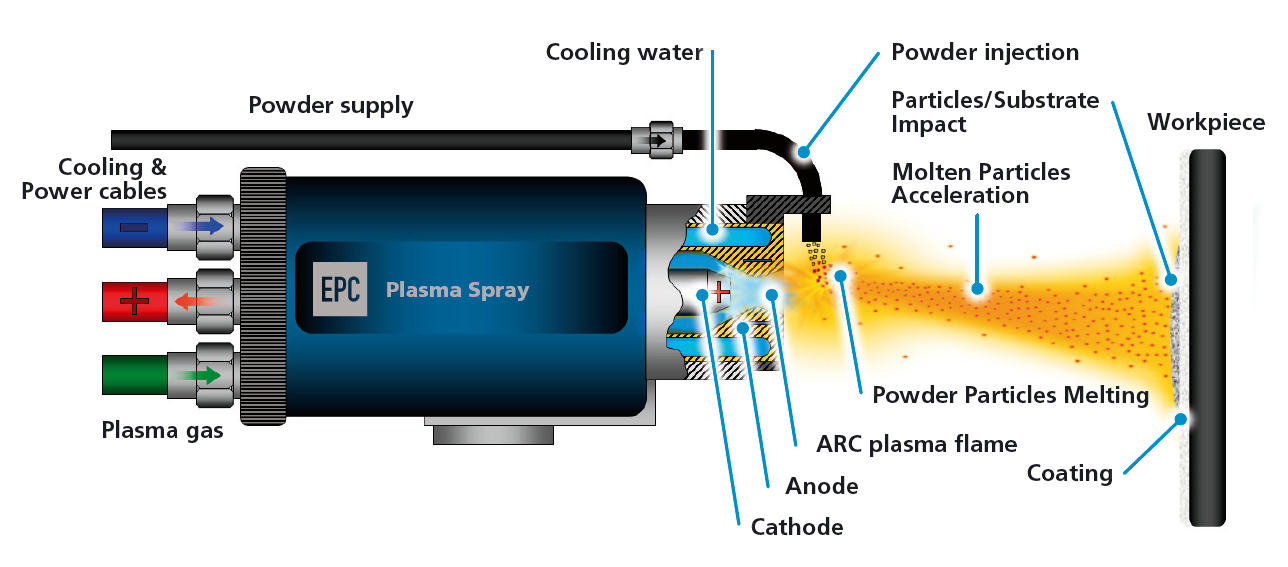 Cooling water
Powder injection
Powder supply
Particles/Substrate
Impact
Workpiece
Cooling &
Power cables
Molten Particles
Acceleration
−
+
EPC
Plasma Spray
−
+
Plasma gas
Powder Particles Melting
ARC plasma flame
Coating
Anode
Cathode